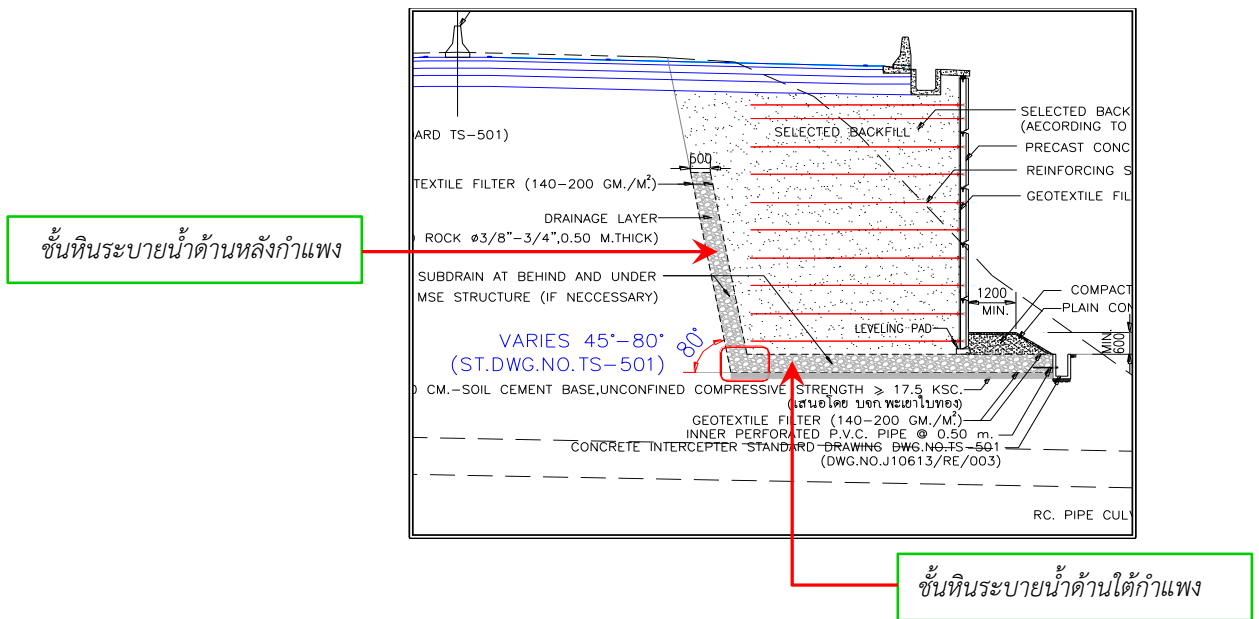 SELECTED BACK
(AECORDING TO
ARD TS-501)
SELECTED BACKFILL
PRECAST CONC
500
REINFORCING S
TEXTILE FILTER (140-200 GM./M²)
GEOTEXTILE FIL
DRAINAGE LAYER
ROCK ø3/8"-3/4",0.50 M.THICK)
ชั้นหินระบายน้ำด้านหลังกำแพง
SUBDRAIN AT BEHIND AND UNDER
MSE STRUCTURE (IF NECCESSARY)
1200
MIN.
COMPACT
PLAIN CON
LEVELING PAD
MIN.
600
VARIES 45°-80°
(ST.DWG.NO.TS-501)
80°
CM.-SOIL CEMENT BASE,UNCONFINED COMPRESSIVE STRENGTH ≥ 17.5 KSC.
(เสนอโดย บจก.พะเยาใบทอง)
GEOTEXTILE FILTER (140-200 GM./M²)
INNER PERFORATED P.V.C. PIPE @ 0.50 m.
CONCRETE INTERCEPTER STANDARD DRAWING DWG.NO.TS-501
(DWG.NO.J10613/RE/003)
RC. PIPE CUL
ชั้นหินระบายน้ำด้านใต้กำแพง